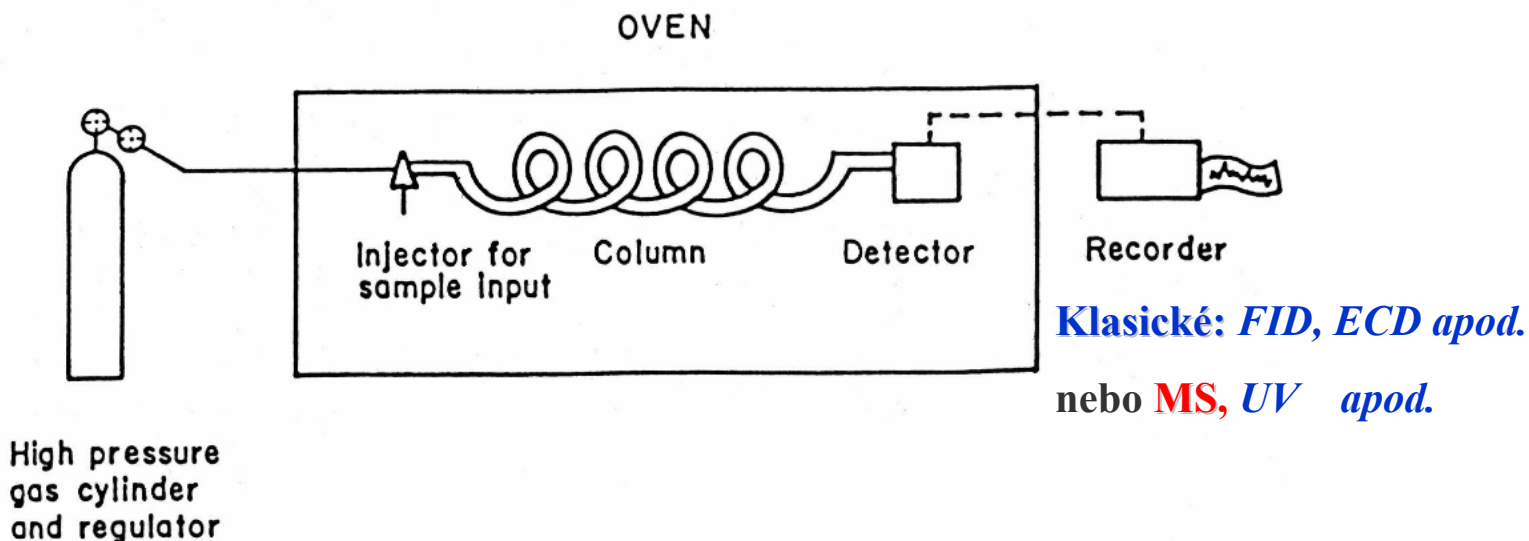 OVEN
Injector for
sample Input
Column
Detector
Recorder
Klasické: FID, ECD apod.
nebo MS, UV apod.
High pressure
gas cylinder
and regulator